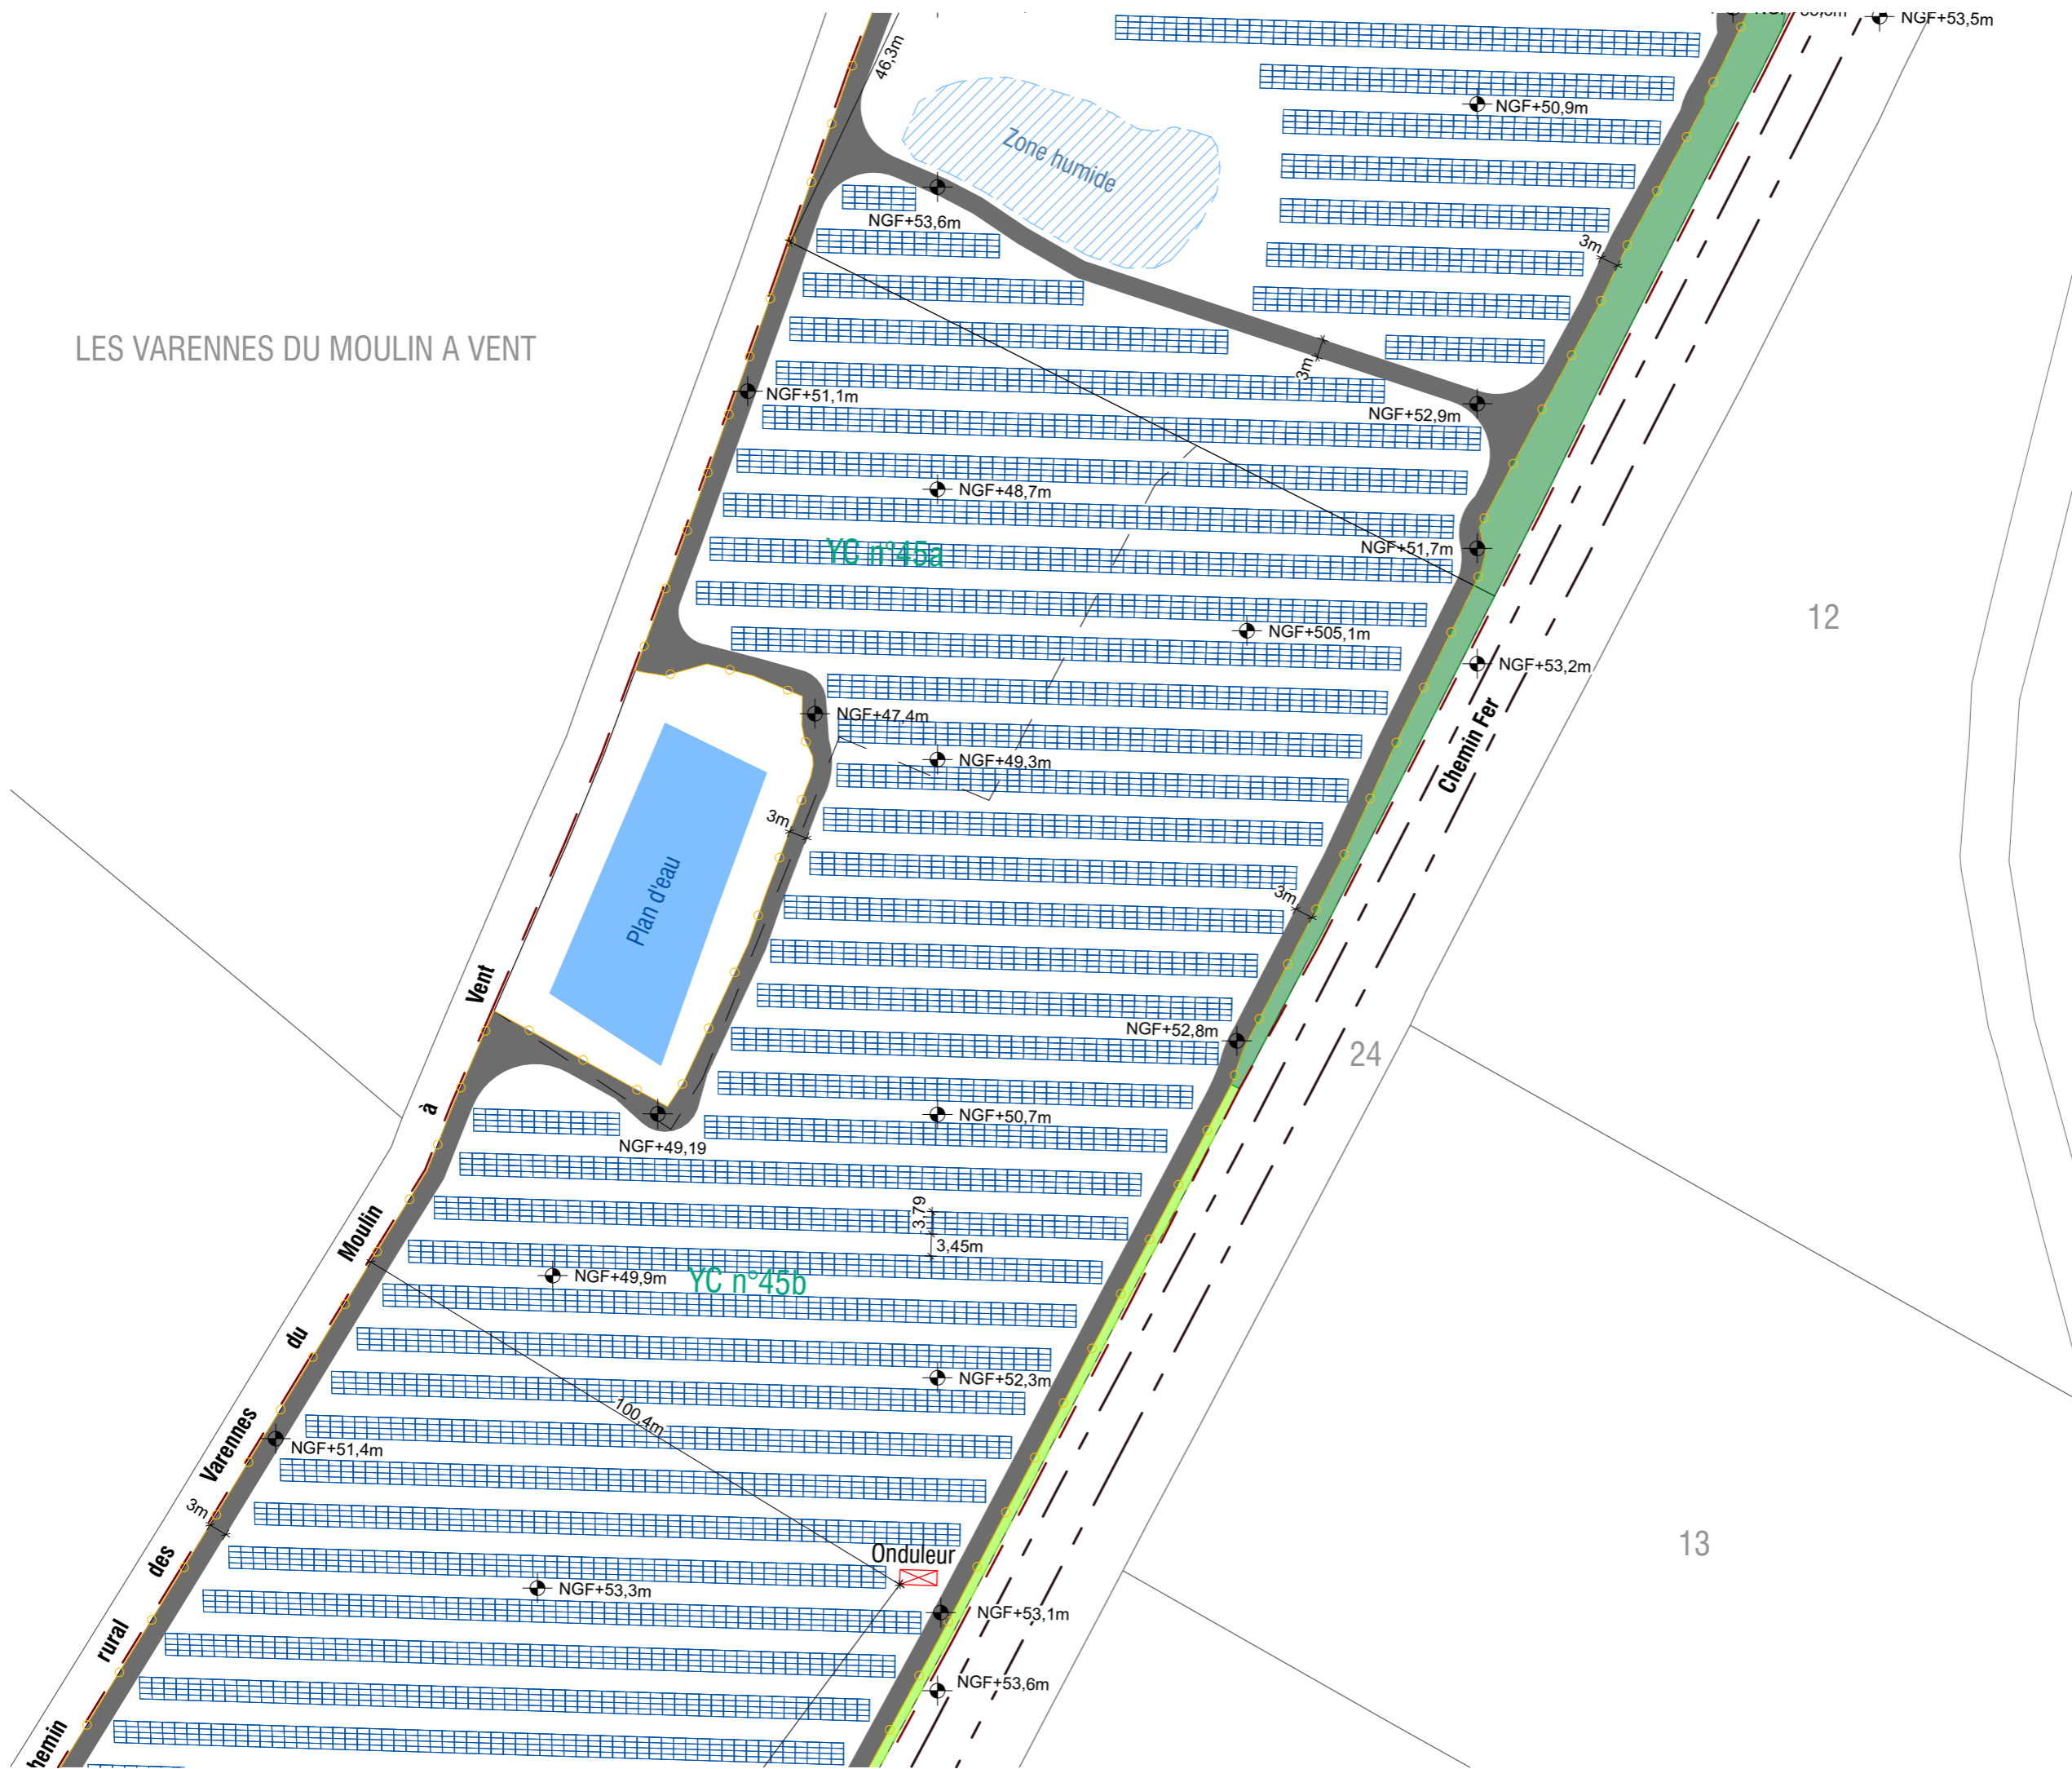 NGF+53,5m
46,3m
NGF+50,9m
Zone humide
NGF+53,6m
3m
LES VARENNES DU MOULIN A VENT
3m
NGF+51,1m
NGF+52,9m
NGF+48,7m
YC n°45a
NGF+51,7m
12
NGF+505,1m
NGF+53,2m
NGF+47,4m
Chemin Fer
NGF+49,3m
3m
Plan d'eau
3m
Vent
NGF+52,8m
24
à
NGF+50,7m
NGF+49,19
3,79
Moulin
3,45m
NGF+49,9m
YC n°45b
du
NGF+52,3m
100,4m
Varennes
NGF+51,4m
3m
13
des
Onduleur
NGF+53,3m
NGF+53,1m
rural
NGF+53,6m
hemin